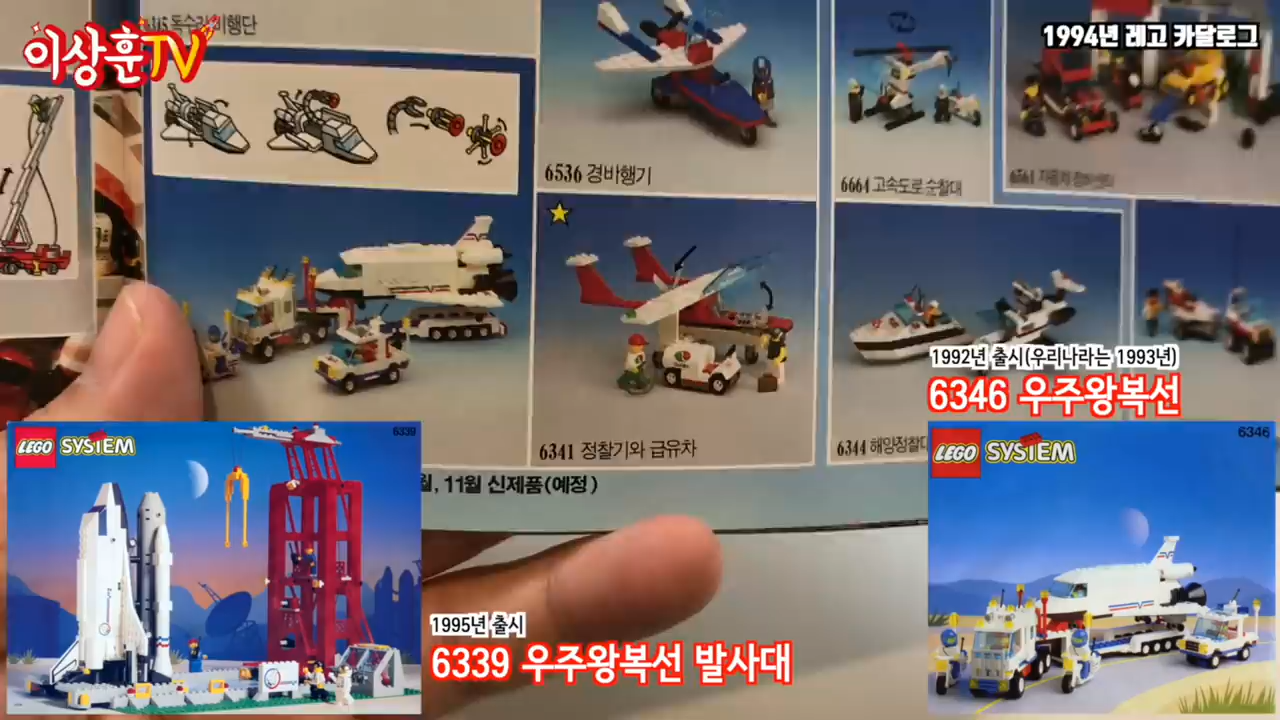 이상훈TV
비행단
1994년 레고 카달로그
6536 경비행기
6664 고속도로 순찰대
6561
6341 정찰기와 급유차
6344 해양정찰대
월, 11월 신제품(예정)
1992년 출시(우리나라는 1993년)
6346 우주왕복선
LEGO SYSTEM
6339
LEGO SYSTEM
6346
1995년 출시
6339 우주왕복선 발사대